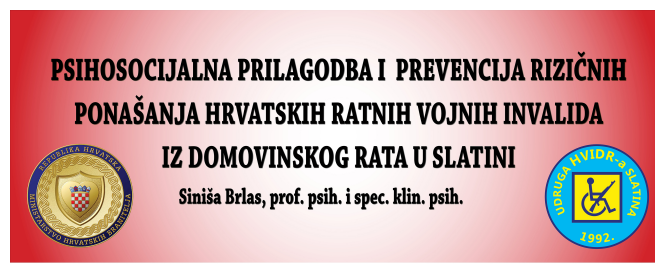 PSIHOSOCIJALNA PRILAGODBA I PREVENCIJA RIZIČNIH
PONAŠANJA HRVATSKIH RATNIH VOJNIH INVALIDA
IZ DOMOVINSKOG RATA U SLATINI
Siniša Brlas, prof. psih. i spec. klin. psih.
REPUBLIKA HRVATSKA
MINISTARSTVO HRVATSKIH BRANITELJA
UDRUGA HVIDR-a SLATINA
1992.